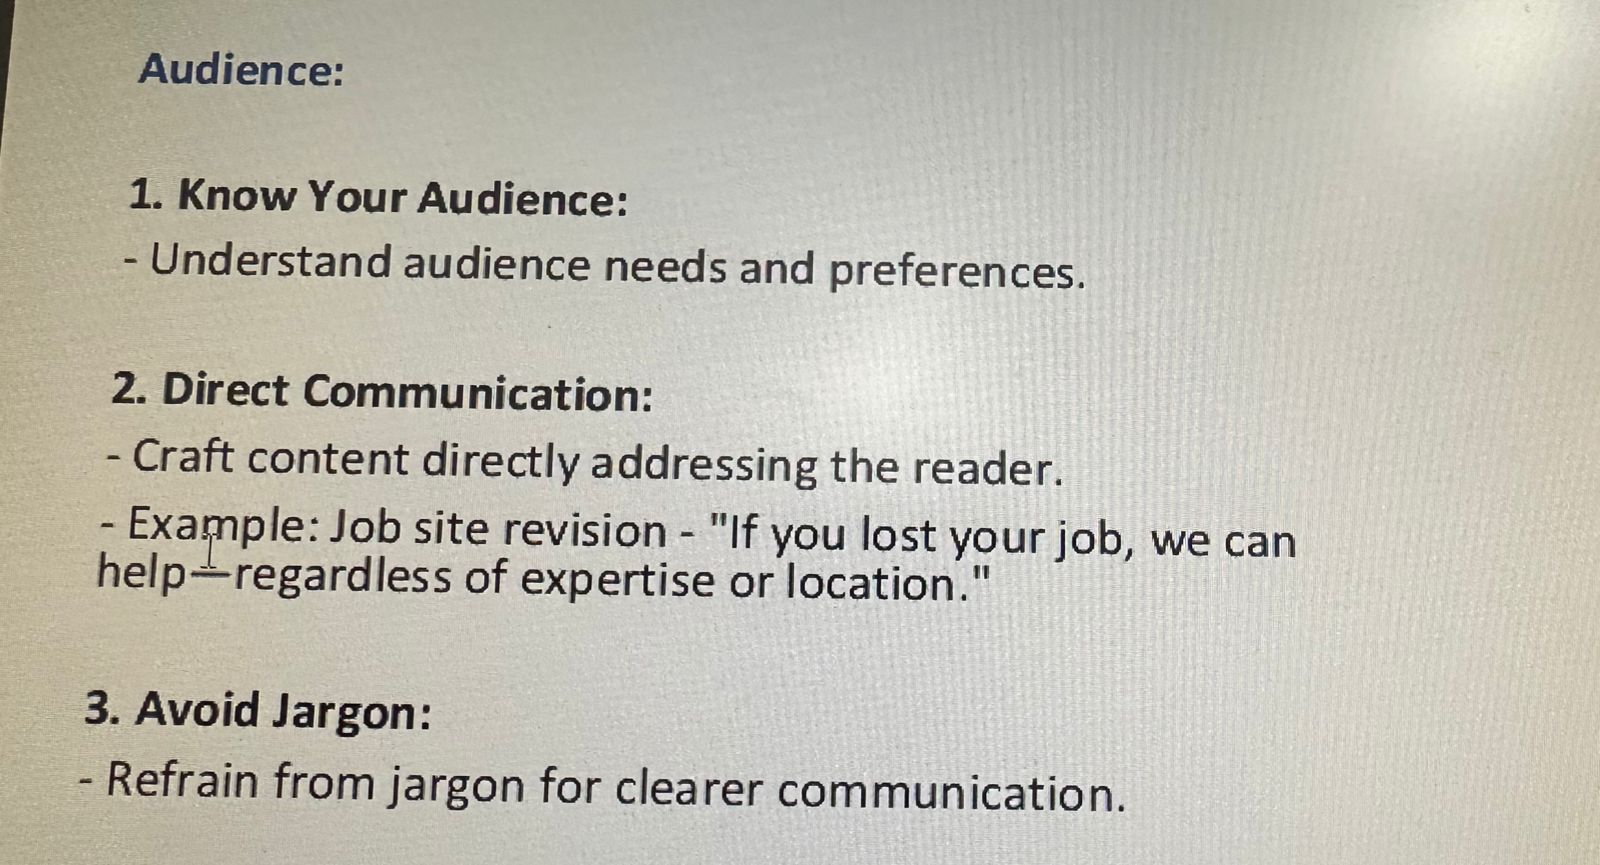 Audience:
1. Know Your Audience:
- Understand audience needs and preferences.
2. Direct Communication:
- Craft content directly addressing the reader.
- Example: Job site revision - "If you lost your job, we can
help—regardless of expertise or location."
3. Avoid Jargon:
- Refrain from jargon for clearer communication.